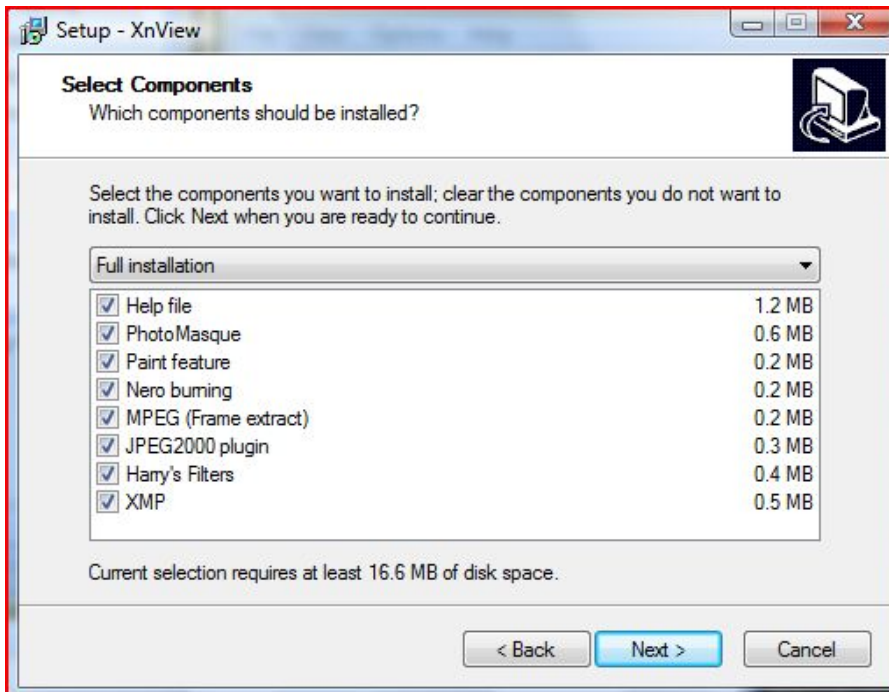 Setup - XnView
Select Components
Which components should be installed?
Select the components you want to install; clear the components you do not want to
install. Click Next when you are ready to continue.
Full installation
Help file 1.2 MB
PhotoMasque 0.6 MB
Paint feature 0.2 MB
Nero burning 0.2 MB
MPEG (Frame extract) 0.2 MB
JPEG2000 plugin 0.3 MB
Harry's Filters 0.4 MB
XMP 0.5 MB
Current selection requires at least 16.6 MB of disk space.
< Back Next > Cancel